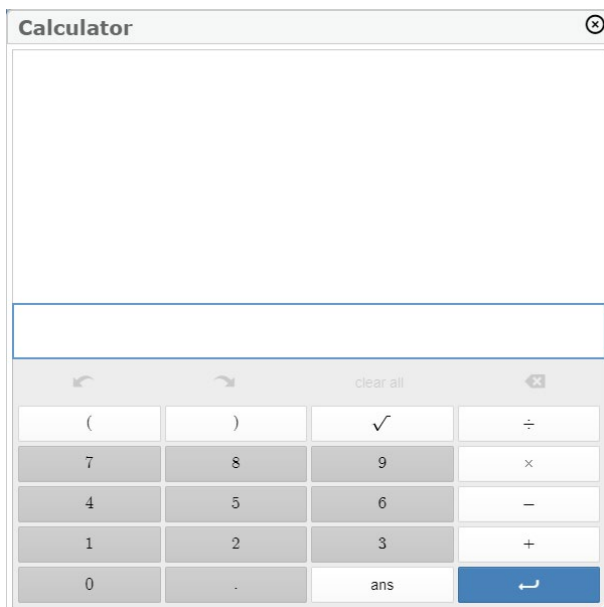 Calculator
clear all
( ) √ ÷
7 8 9 ×
4 5 6 −
1 2 3 +
0 . ans